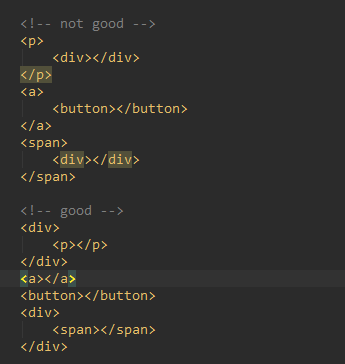 <!-- not good -->
<p>
    <div></div>
</p>
<a>
    <button></button>
</a>
<span>
    <div></div>
</span>

<!-- good -->
<div>
    <p></p>
</div>
<a></a>
<button></button>
<div>
    <span></span>
</div>